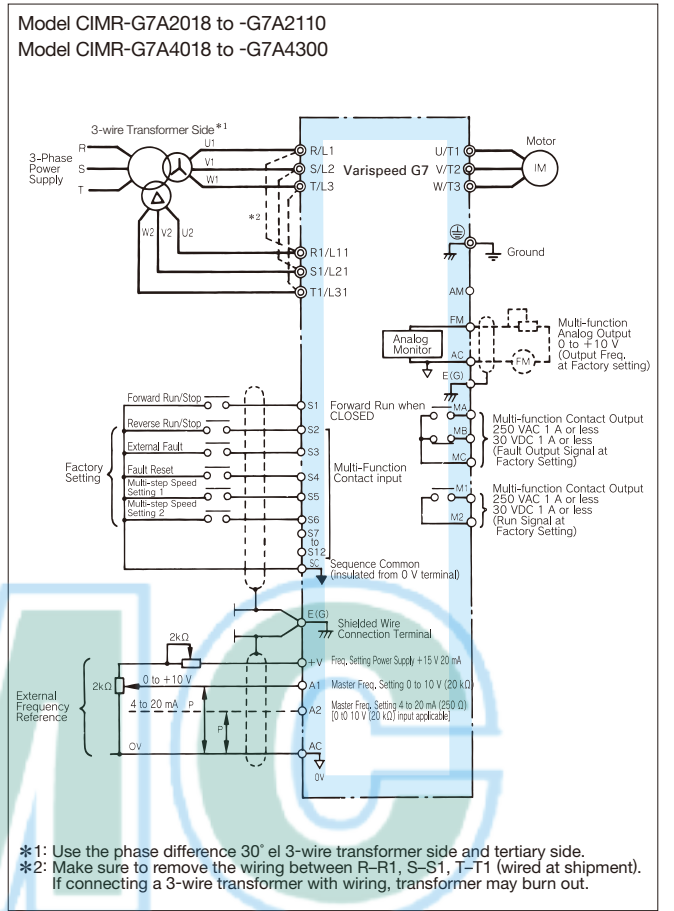 Model CIMR-G7A2018 to -G7A2110
Model CIMR-G7A4018 to -G7A4300
3-wire Transformer Side *1
3-Phase
Power
Supply
R
S
T
U1
V1
W1
W2
V2
U2
*2
R/L1
S/L2
T/L3
R1/L11
S1/L21
T1/L31
Varispeed G7
U/T1
V/T2
W/T3
Motor
IM
Ground
AM
FM
AC
E(G)
Analog
Monitor
FM
Multi-function
Analog Output
0 to +10 V
(Output Freq.
at Factory setting)
Factory
Setting
Forward Run/Stop
Reverse Run/Stop
External Fault
Fault Reset
Multi-step Speed
Setting 1
Multi-step Speed
Setting 2
S1
S2
S3
S4
S5
S6
S7
to
S12
SC
Forward Run when
CLOSED
Multi-Function
Contact input
Sequence Common
(insulated from 0 V terminal)
MA
MB
MC
Multi-function Contact Output
250 VAC 1 A or less
30 VDC 1 A or less
(Fault Output Signal at
Factory Setting)
M1
M2
Multi-function Contact Output
250 VAC 1 A or less
30 VDC 1 A or less
(Run Signal at
Factory Setting)
E(G)
Shielded Wire
Connection Terminal
External
Frequency
Reference
2kΩ
2kΩ
0 to +10 V
4 to 20 mA
P
P
OV
+V
A1
A2
AC
0V
Freq. Setting Power Supply +15 V 20 mA
Master Freq. Setting 0 to 10 V (20 kΩ)
Master Freq. Setting 4 to 20 mA (250 Ω)
[0 t0 10 V (20 kΩ) input applicable]
*1: Use the phase difference 30° el 3-wire transformer side and tertiary side.
*2: Make sure to remove the wiring between R–R1, S–S1, T–T1 (wired at shipment).
If connecting a 3-wire transformer with wiring, transformer may burn out.